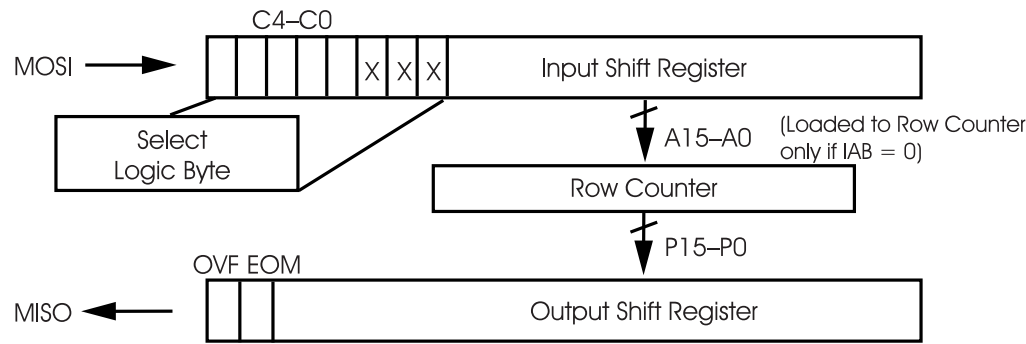 C4–C0
MOSI
X X X
Input Shift Register
Select
Logic Byte
A15–A0
(Loaded to Row Counter
only if IAB = 0)
Row Counter
P15–P0
OVF EOM
MISO
Output Shift Register